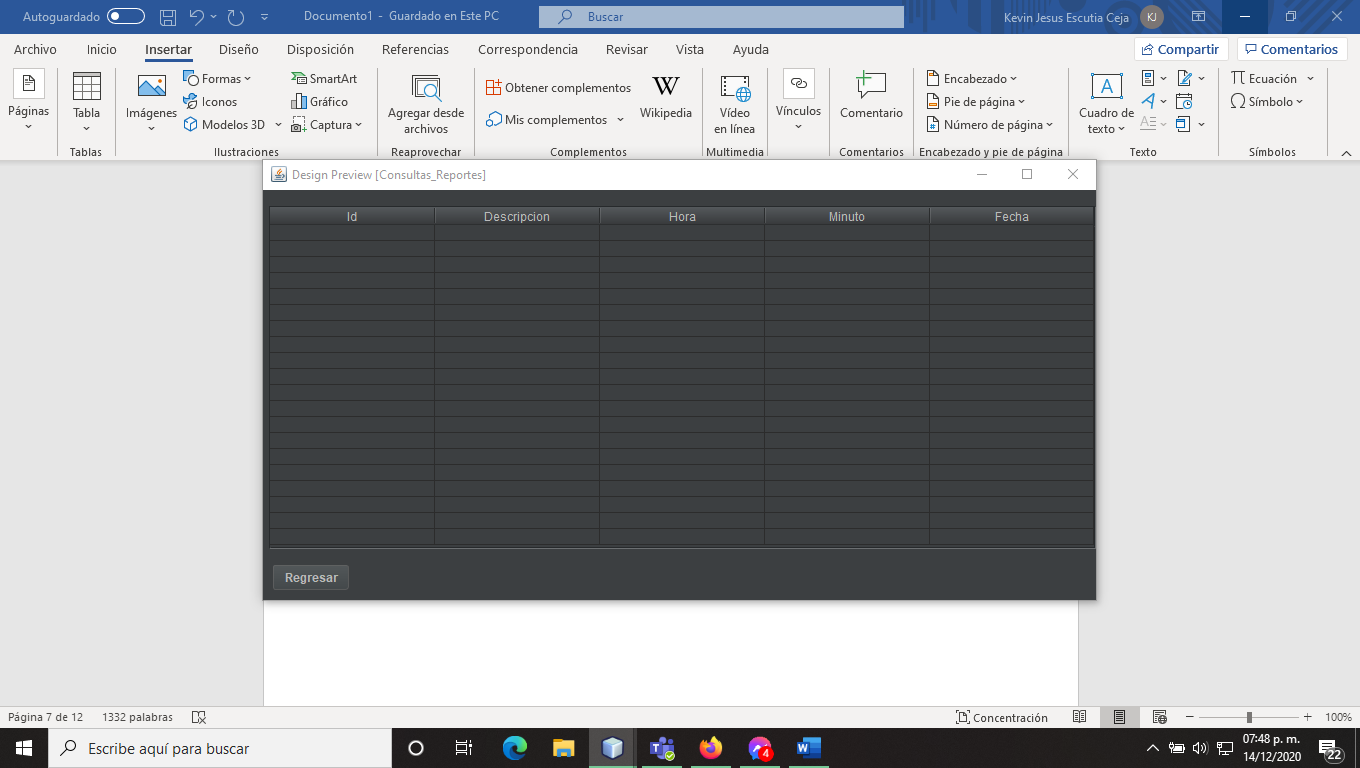 Autoguardado
Documento1 - Guardado en Este PC
Buscar
Kevin Jesus Escutia Ceja
KJ
Archivo Inicio Insertar Diseño Disposición Referencias Correspondencia Revisar Vista Ayuda
Compartir Comentarios
Páginas
Tabla
Tablas
Imágenes
Formas
Iconos
Modelos 3D
SmartArt
Gráfico
Captura
Ilustraciones
Agregar desde
archivos
Reaprovechar
Obtener complementos
Mis complementos
W
Wikipedia
Complementos
Vídeo
en línea
Multimedia
Vínculos
Comentario
Comentarios
Encabezado
Pie de página
Número de página
Encabezado y pie de página
A
Cuadro de
texto
Texto
Ecuación
Símbolo
Símbolos
Design Preview [Consultas_Reportes]
Id Descripcion Hora Minuto Fecha
Regresar
Página 7 de 12 1332 palabras
Concentración
100%
Escribe aquí para buscar
4
07:48 p. m.
14/12/2020
22